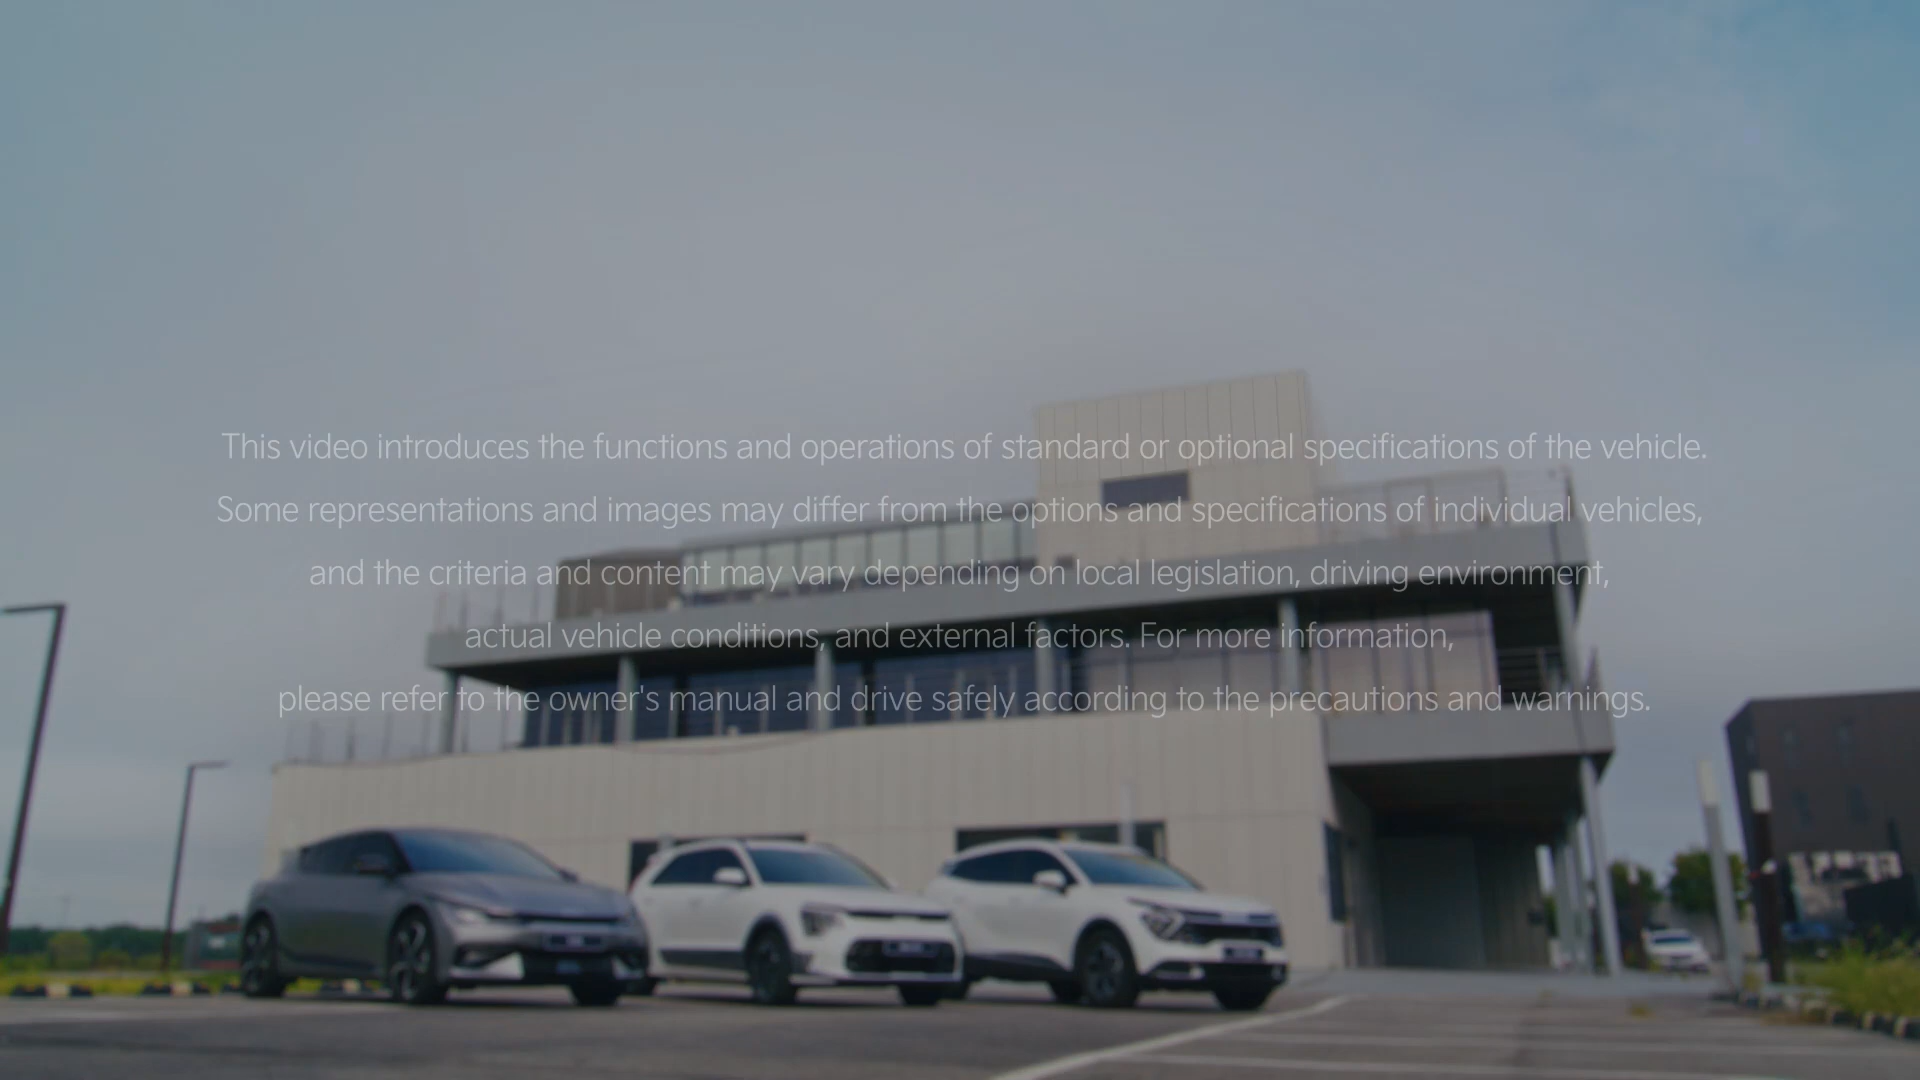 This video introduces the functions and operations of standard or optional specifications of the vehicle.
Some representations and images may differ from the options and specifications of individual vehicles,
and the criteria and content may vary depending on local legislation, driving environment,
actual vehicle conditions, and external factors. For more information,
please refer to the owner's manual and drive safely according to the precautions and warnings.